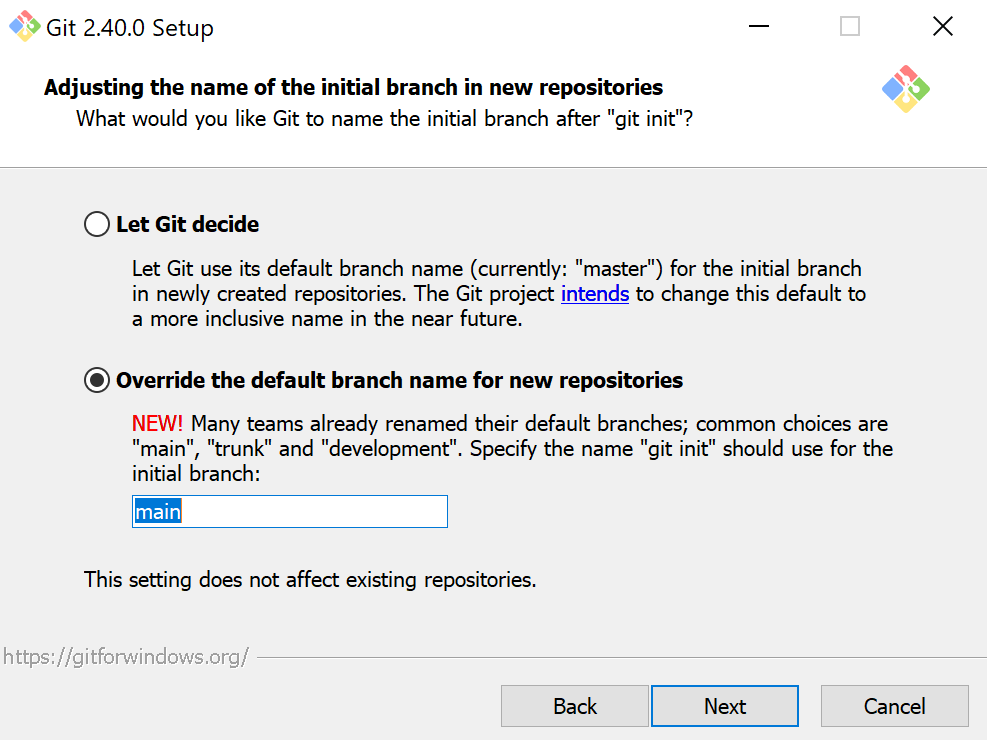 Git 2.40.0 Setup
Adjusting the name of the initial branch in new repositories
What would you like Git to name the initial branch after "git init"?
Let Git decide
Let Git use its default branch name (currently: "master") for the initial branch
in newly created repositories. The Git project intends to change this default to
a more inclusive name in the near future.
Override the default branch name for new repositories
NEW! Many teams already renamed their default branches; common choices are
"main", "trunk" and "development". Specify the name "git init" should use for the
initial branch:
main
This setting does not affect existing repositories.
https://gitforwindows.org/
Back Next Cancel